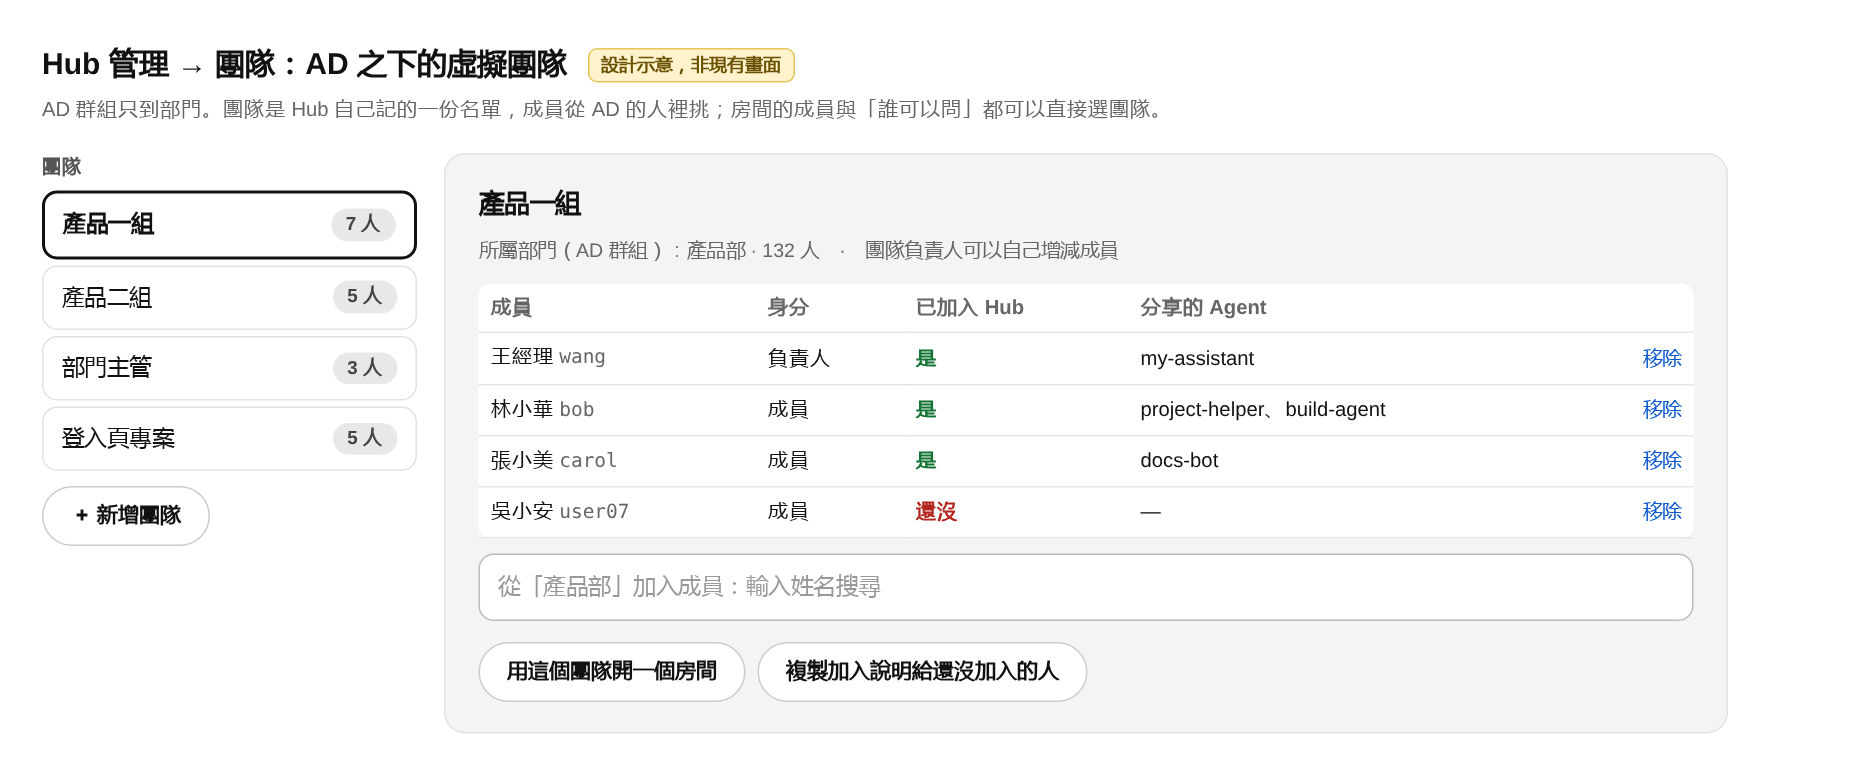 Hub 管理 → 團隊：AD 之下的虛擬團隊 設計示意，非現有畫面
AD 群組只到部門。團隊是 Hub 自己記的一份名單，成員從 AD 的人裡挑；房間的成員與「誰可以問」都可以直接選團隊。
團隊
產品一組 7 人
產品二組 5 人
部門主管 3 人
登入頁專案 5 人
+ 新增團隊
產品一組
所屬部門（AD 群組）：產品部 · 132 人 · 團隊負責人可以自己增減成員
成員 身分 已加入 Hub 分享的 Agent
王經理 wang 負責人 是 my-assistant 移除
林小華 bob 成員 是 project-helper、build-agent 移除
張小美 carol 成員 是 docs-bot 移除
吳小安 user07 成員 還沒 — 移除
從「產品部」加入成員：輸入姓名搜尋
用這個團隊開一個房間 複製加入說明給還沒加入的人